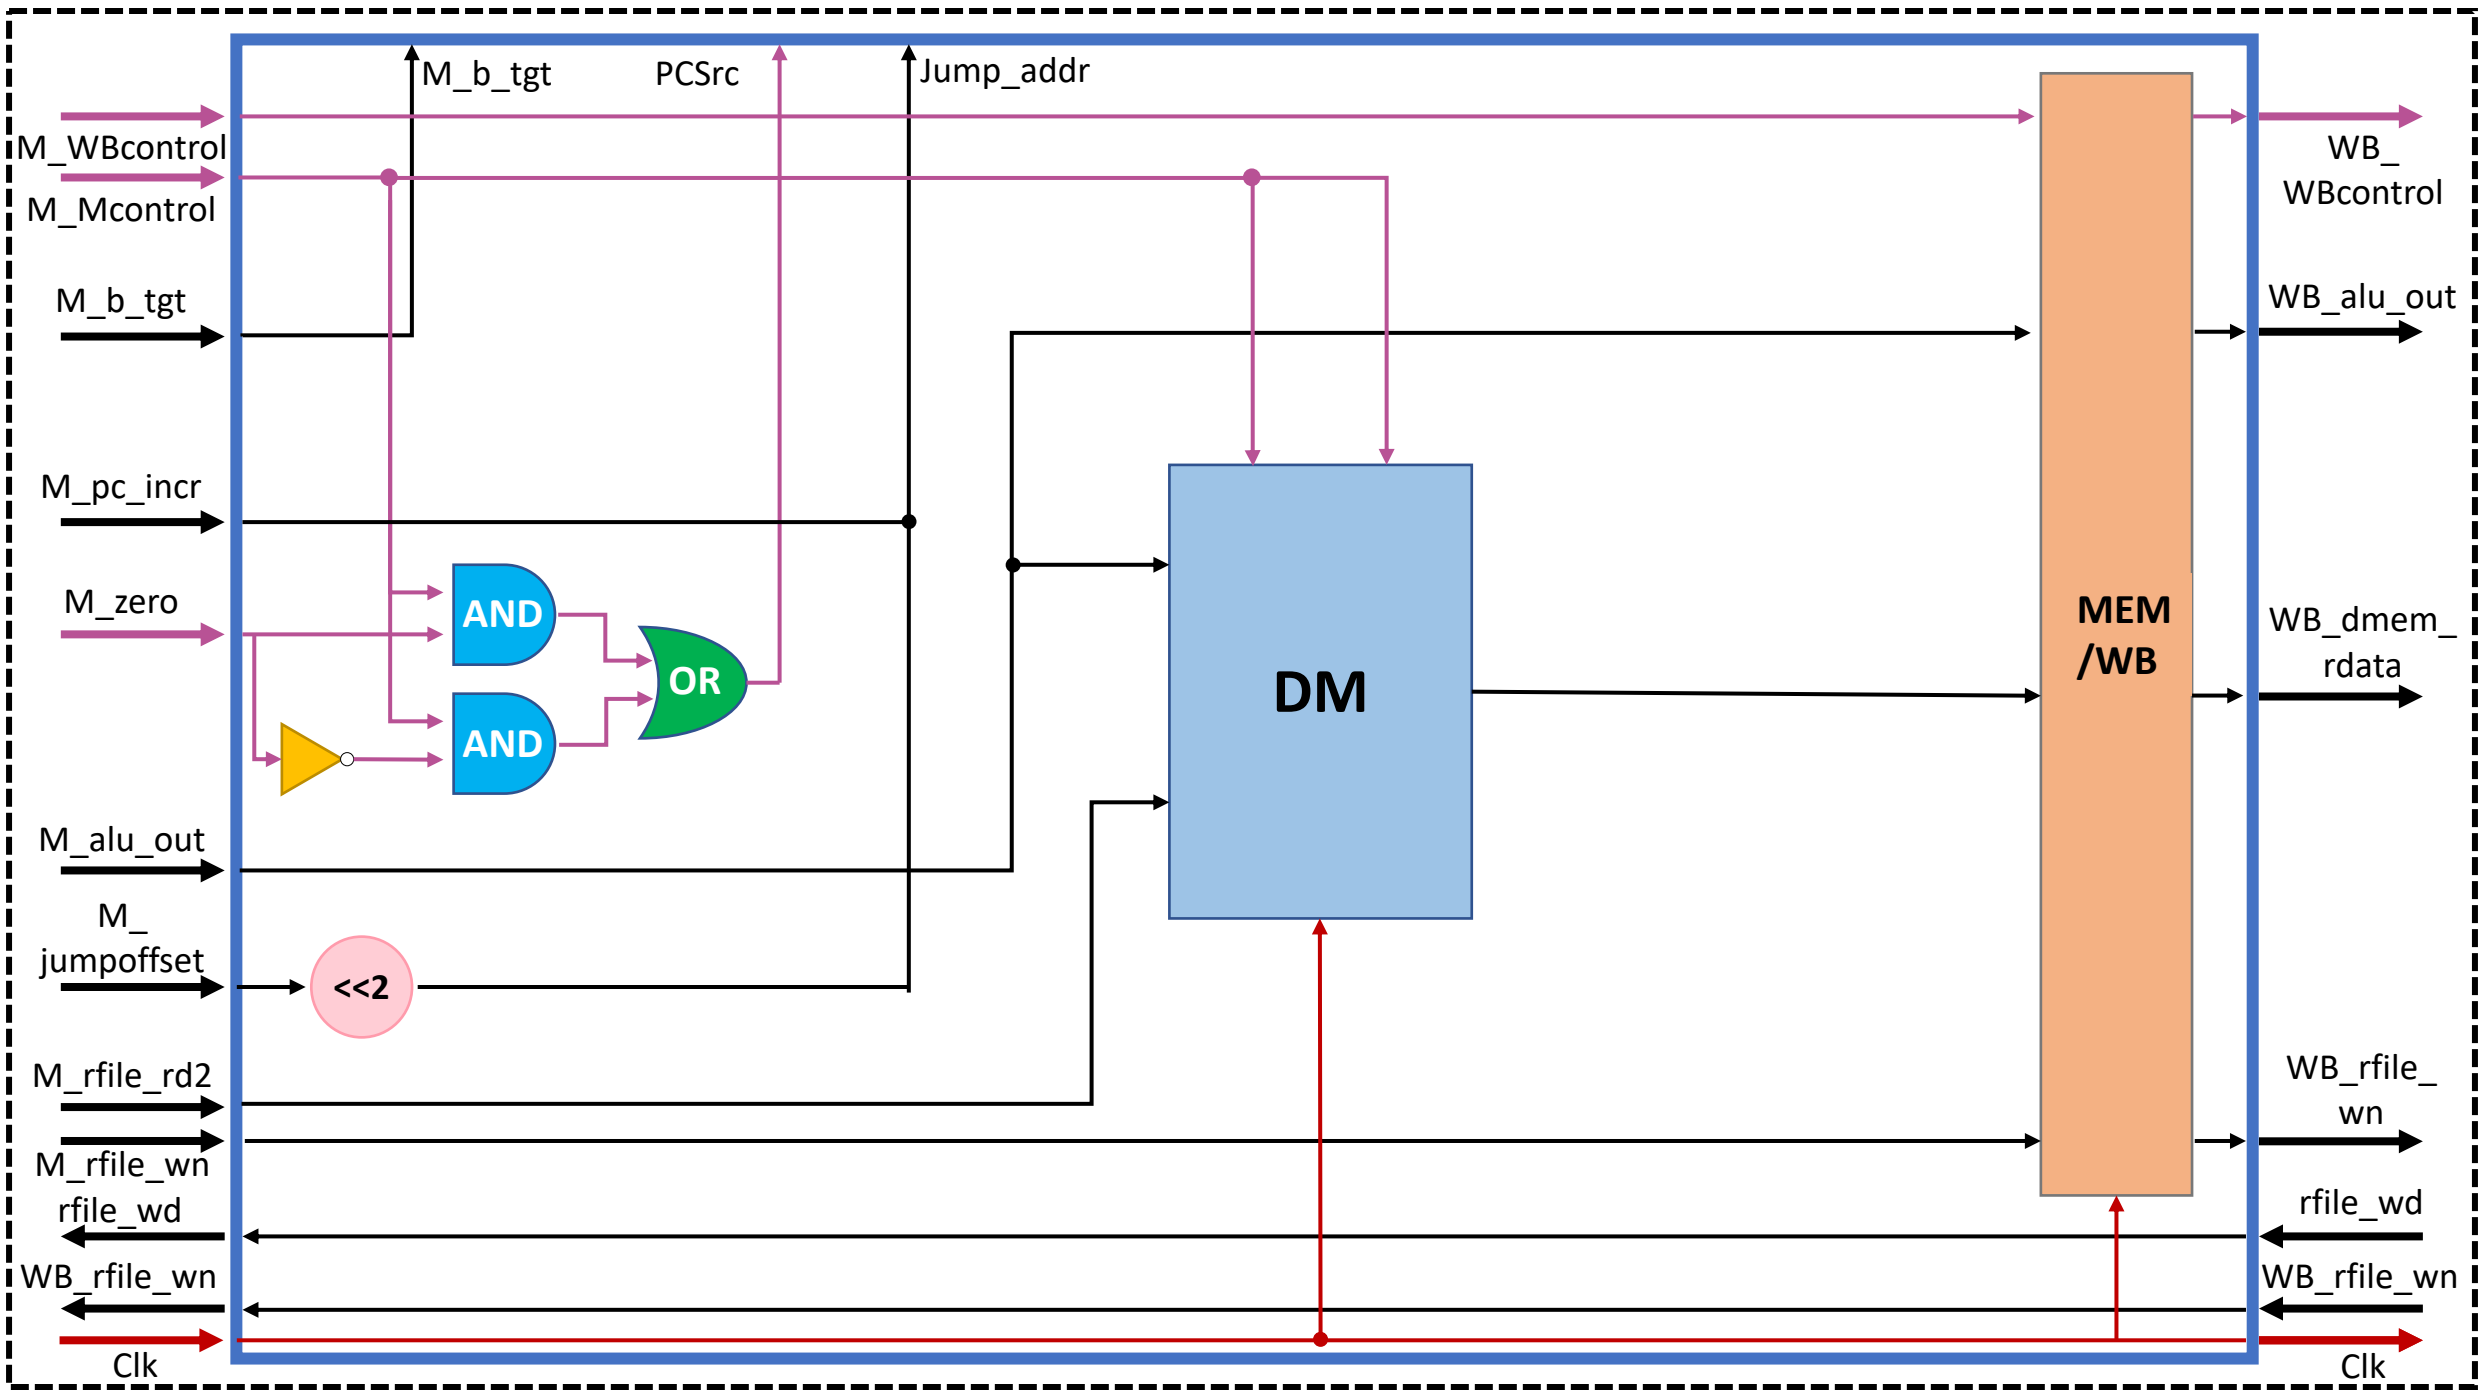 M_b_tgt
PCSrc
Jump_addr
M_WBcontrol
M_Mcontrol
M_b_tgt
M_pc_incr
M_zero
M_alu_out
M_
jumpoffset
M_rfile_rd2
M_rfile_wn
rfile_wd
WB_rfile_wn
Clk
AND
AND
OR
<<2
DM
MEM
/WB
WB_
WBcontrol
WB_alu_out
WB_dmem_
rdata
WB_rfile_
wn
rfile_wd
WB_rfile_wn
Clk